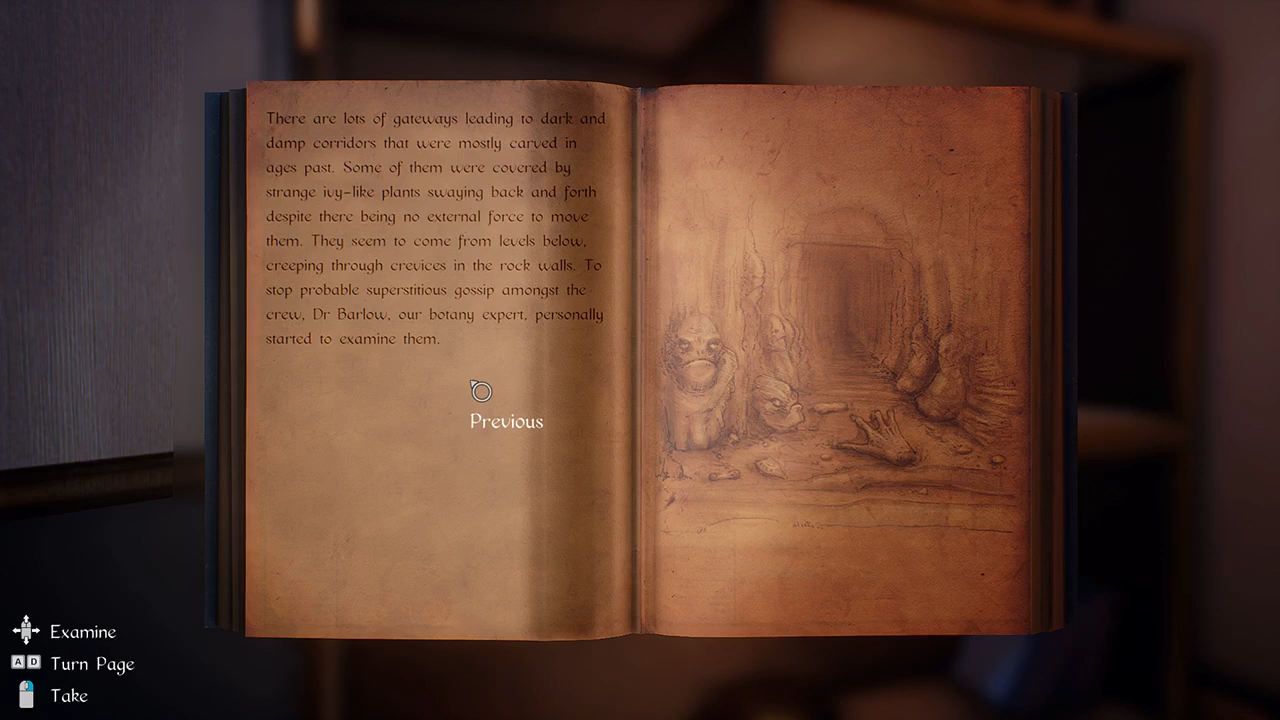 There are lots of gateways leading to dark and
damp corridors that were mostly carved in
ages past. Some of them were covered by
strange ivy-like plants swaying back and forth
despite there being no external force to move
them. They seem to come from levels below,
creeping through crevices in the rock walls. To
stop probable superstitious gossip amongst the
crew, Dr Barlow, our botany expert, personally
started to examine them.
Previous
Examine
A D Turn Page
Take